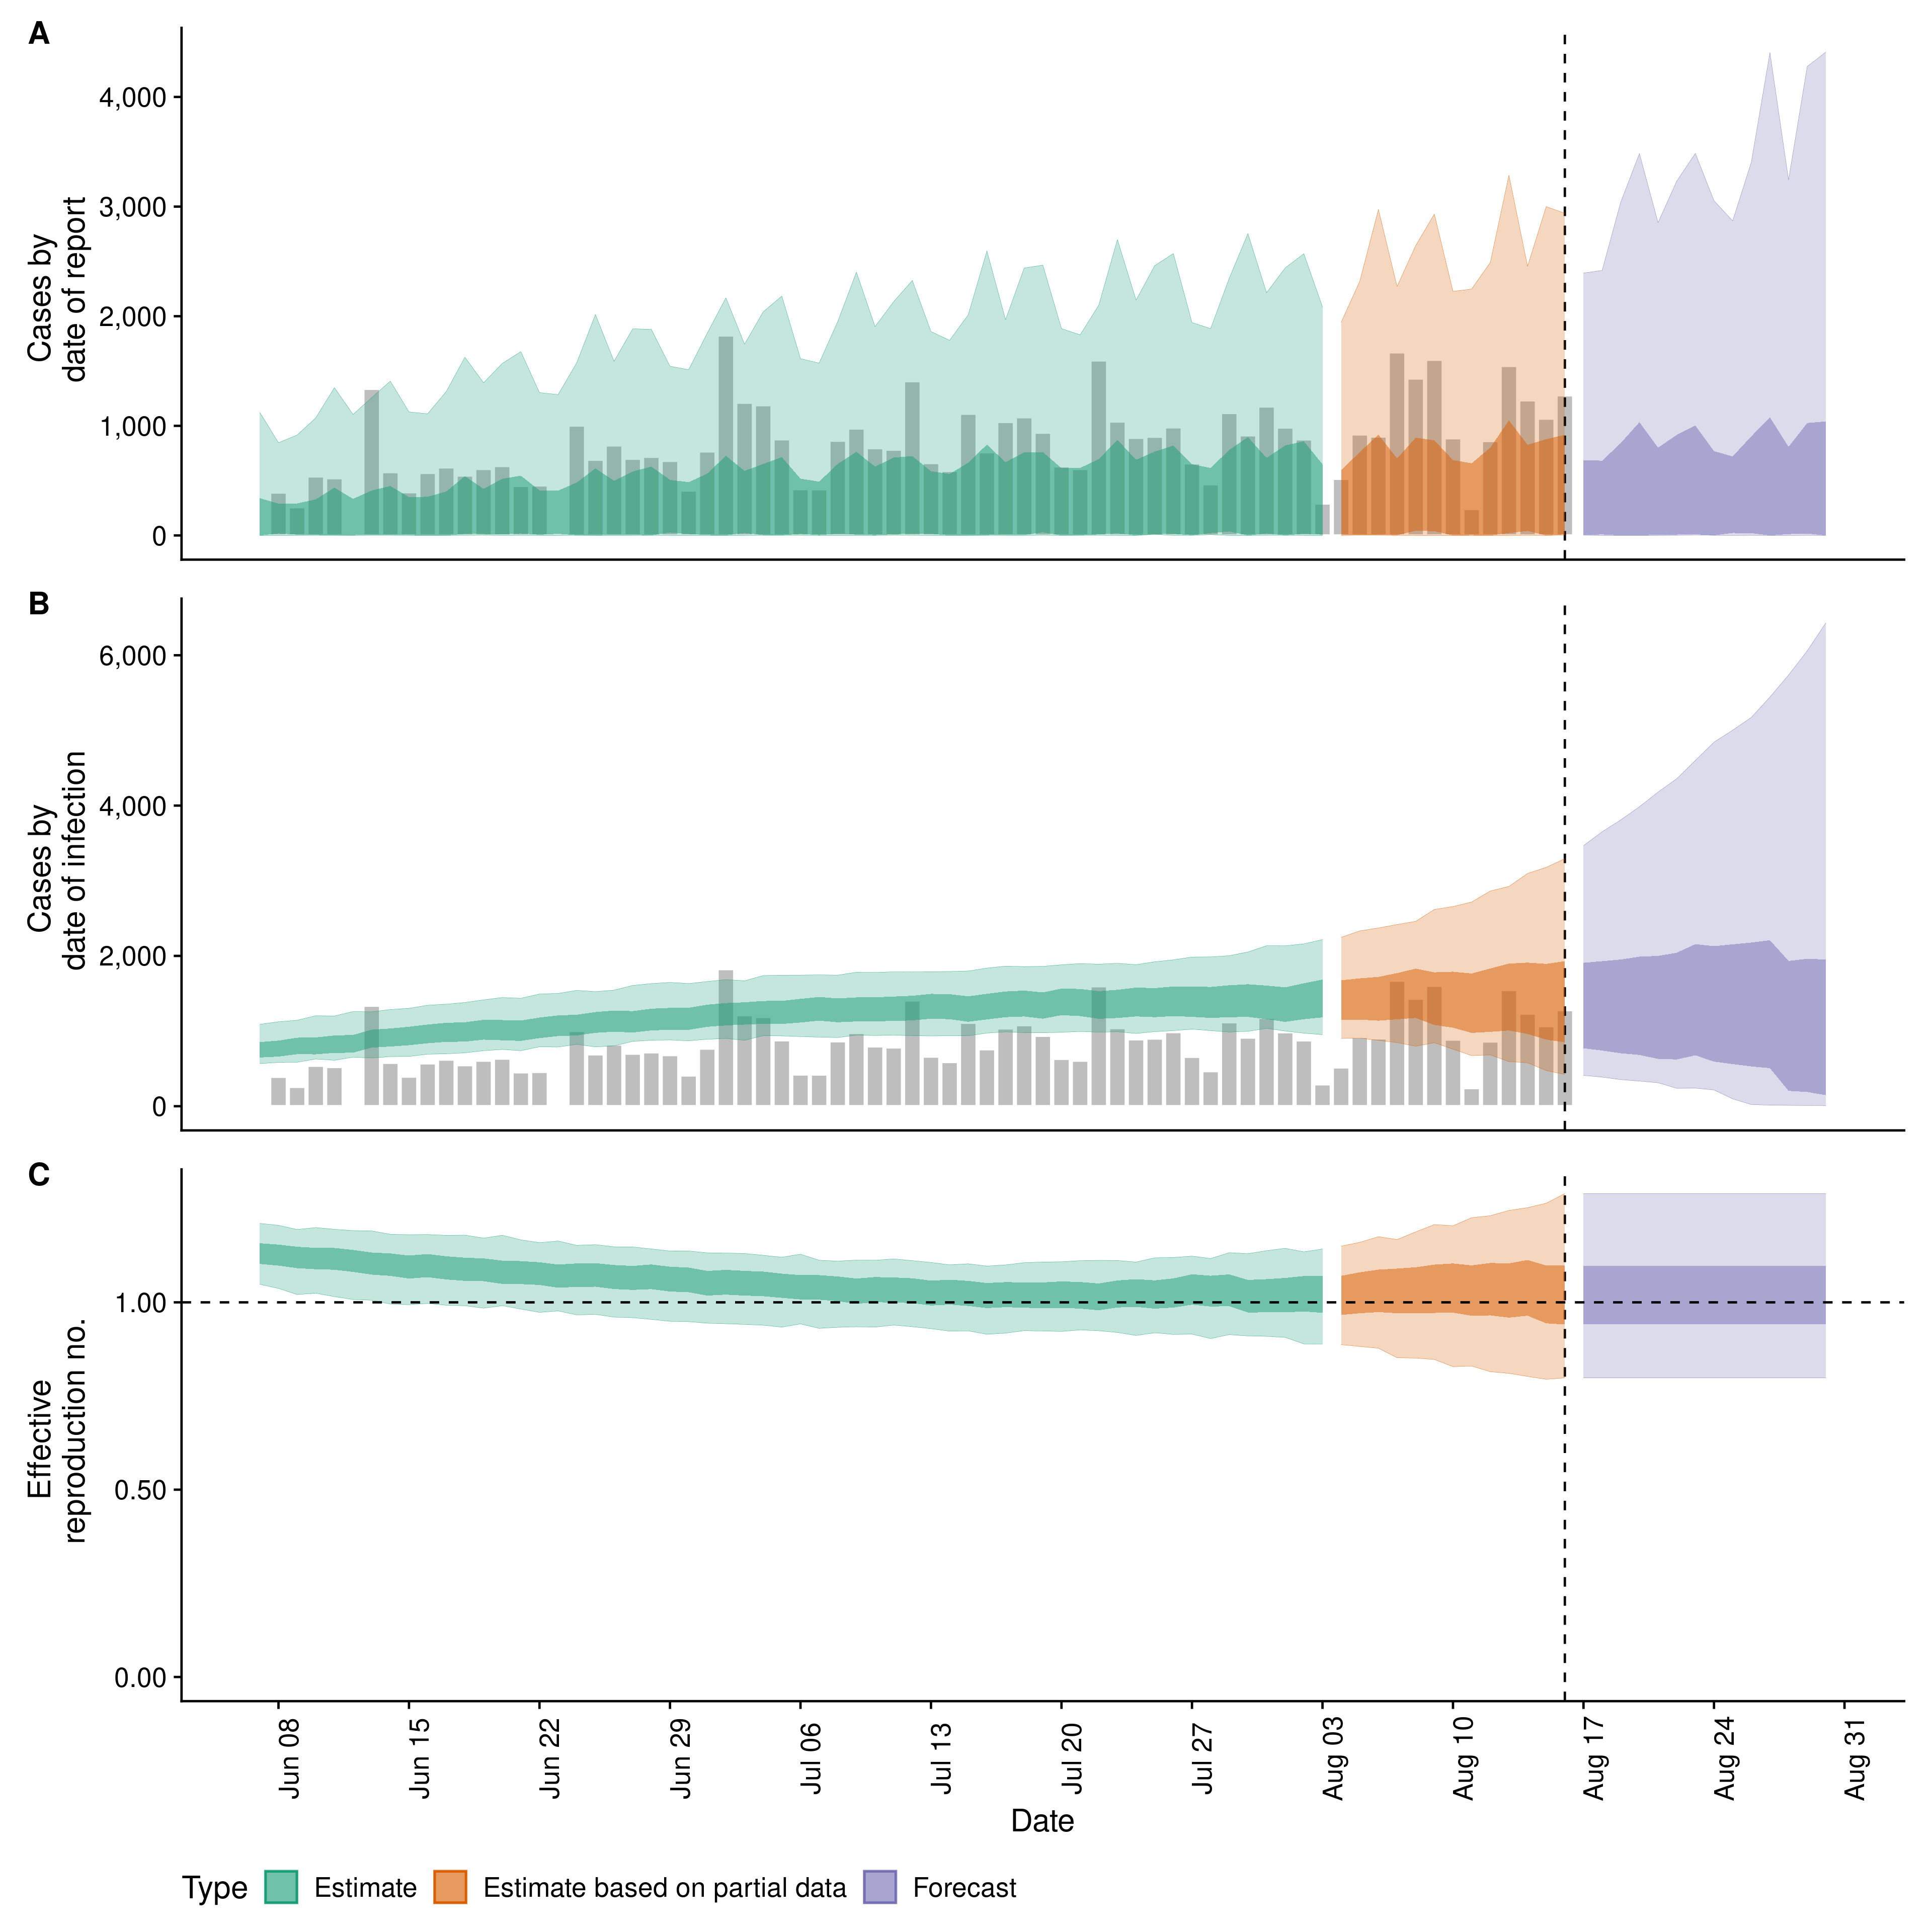 A
Cases by
date of report
4,000
3,000
2,000
1,000
0
B
Cases by
date of infection
6,000
4,000
2,000
0
C
Effective
reproduction no.
1.00
0.50
0.00
Jun 08
Jun 15
Jun 22
Jun 29
Jul 06
Jul 13
Jul 20
Jul 27
Aug 03
Aug 10
Aug 17
Aug 24
Aug 31
Date
Type Estimate Estimate based on partial data Forecast